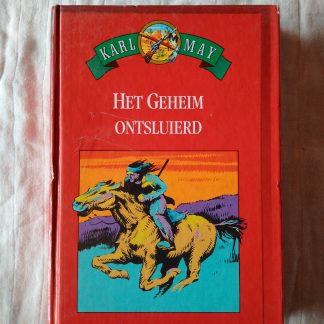 KARL MAY
HET GEHEIM
ONTSLUIERD